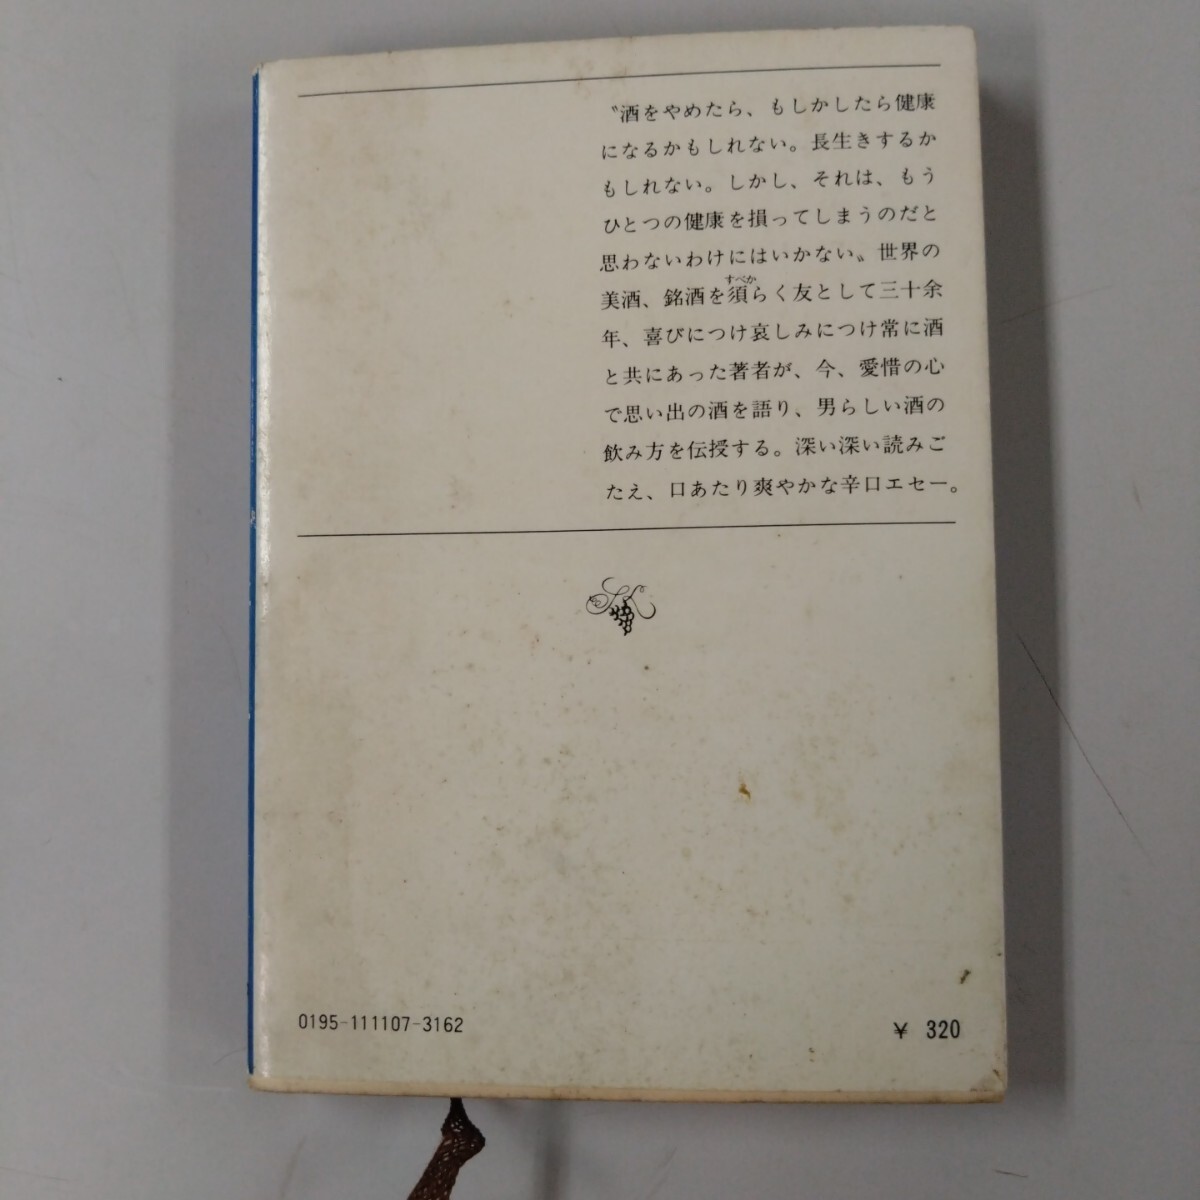 〝酒をやめたら、もしかしたら健康
になるかもしれない。長生きするか
もしれない。しかし、それは、もう
ひとつの健康を損ってしまうのだと
思わないわけにはいかない〟世界の
すべか
美酒、銘酒を須らく友として三十余
年、喜びにつけ哀しみにつけ常に酒
と共にあった著者が、今、愛惜の心
で思い出の酒を語り、男らしい酒の
飲み方を伝授する。深い深い読みご
たえ、口あたり爽やかな辛口エセー。
0195-111107-3162
¥ 320